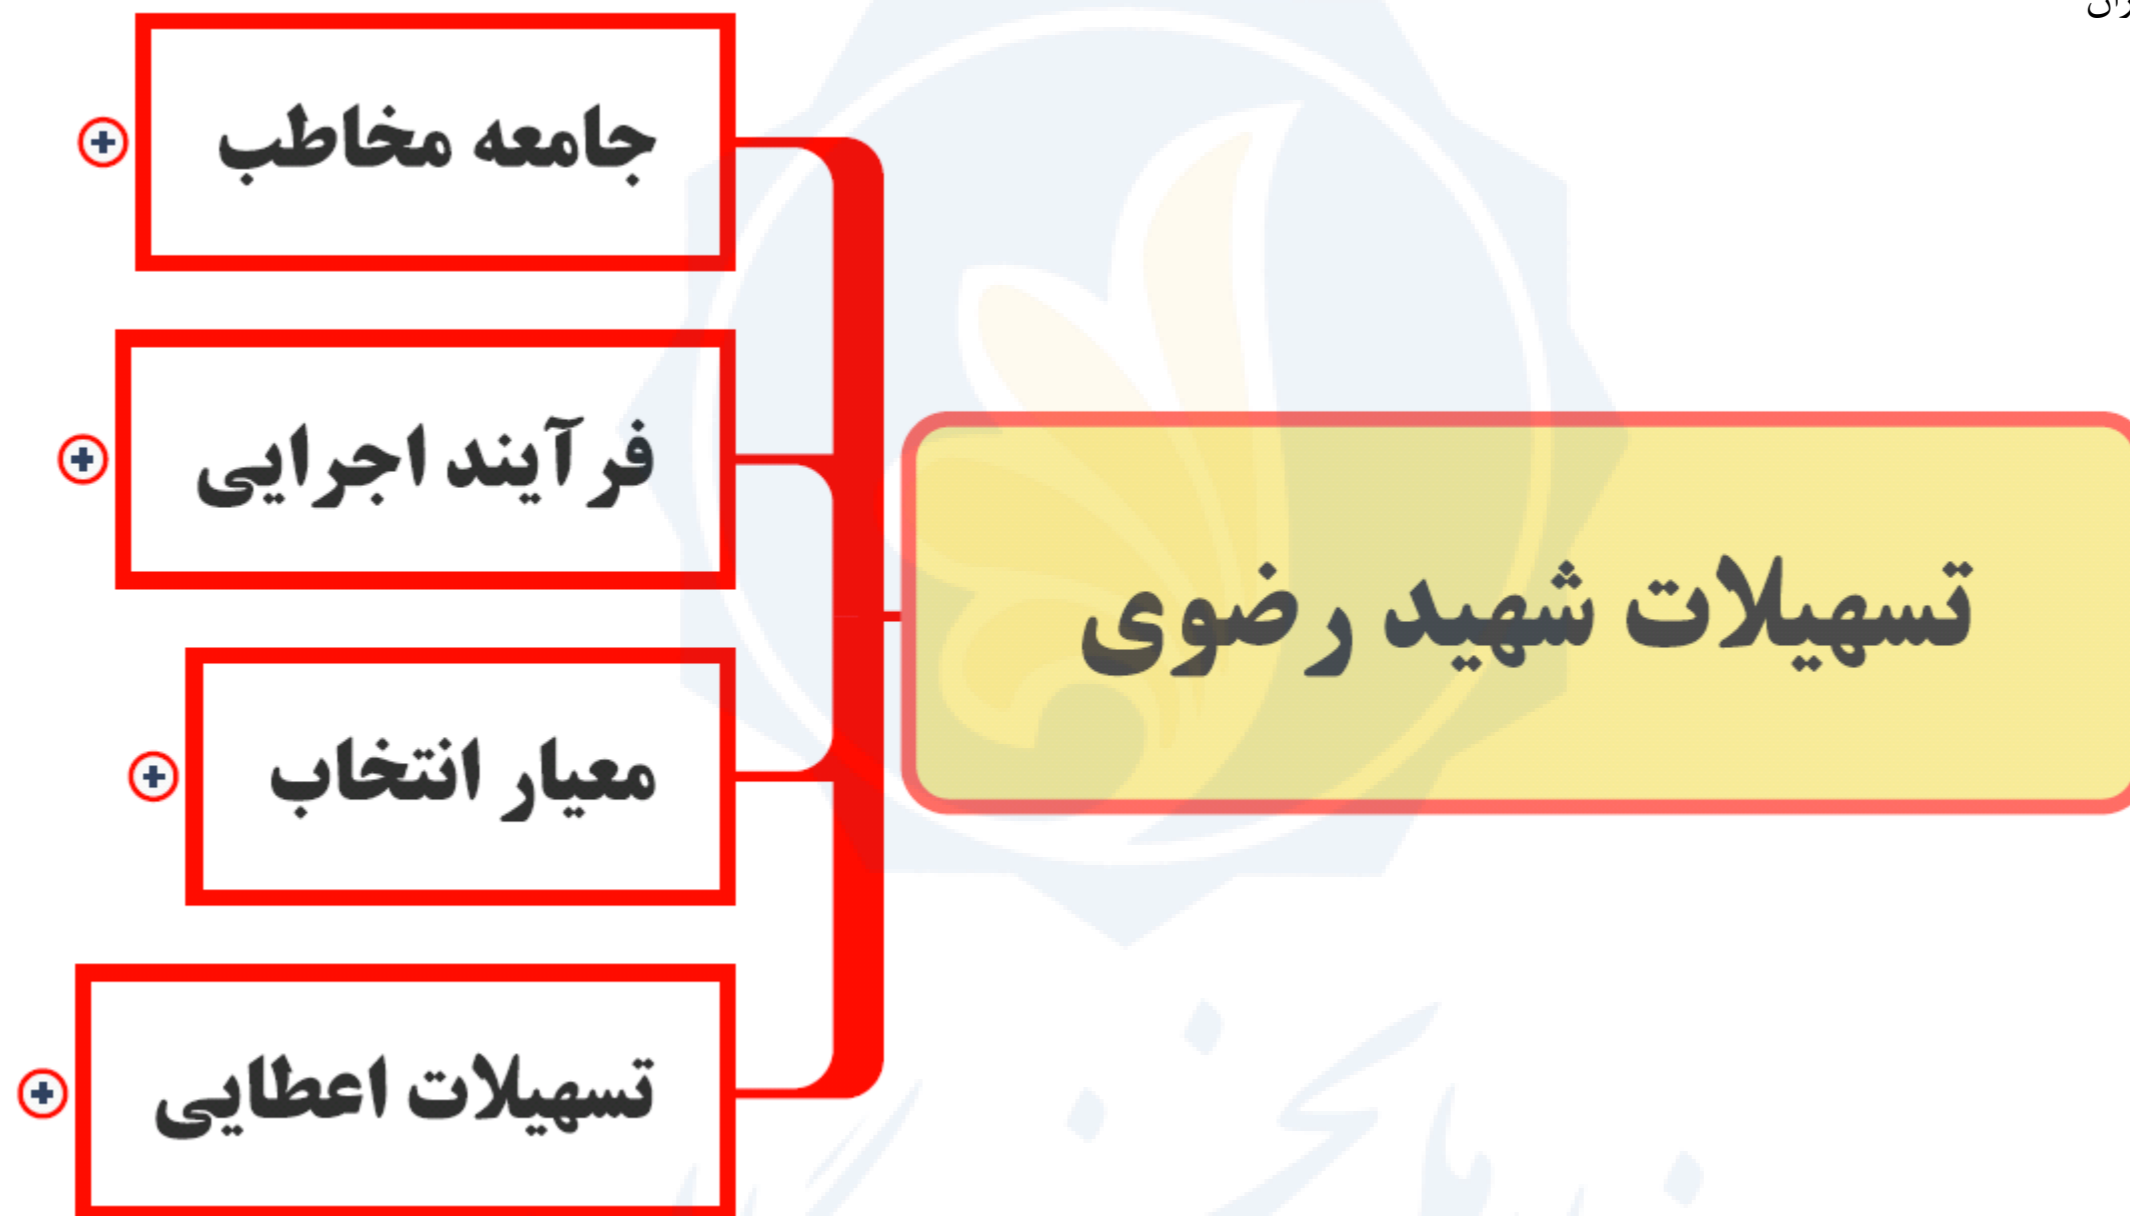 تسهیلات شهید رضوی
جامعه مخاطب
فرآیند اجرایی
معیار انتخاب
تسهیلات اعطایی